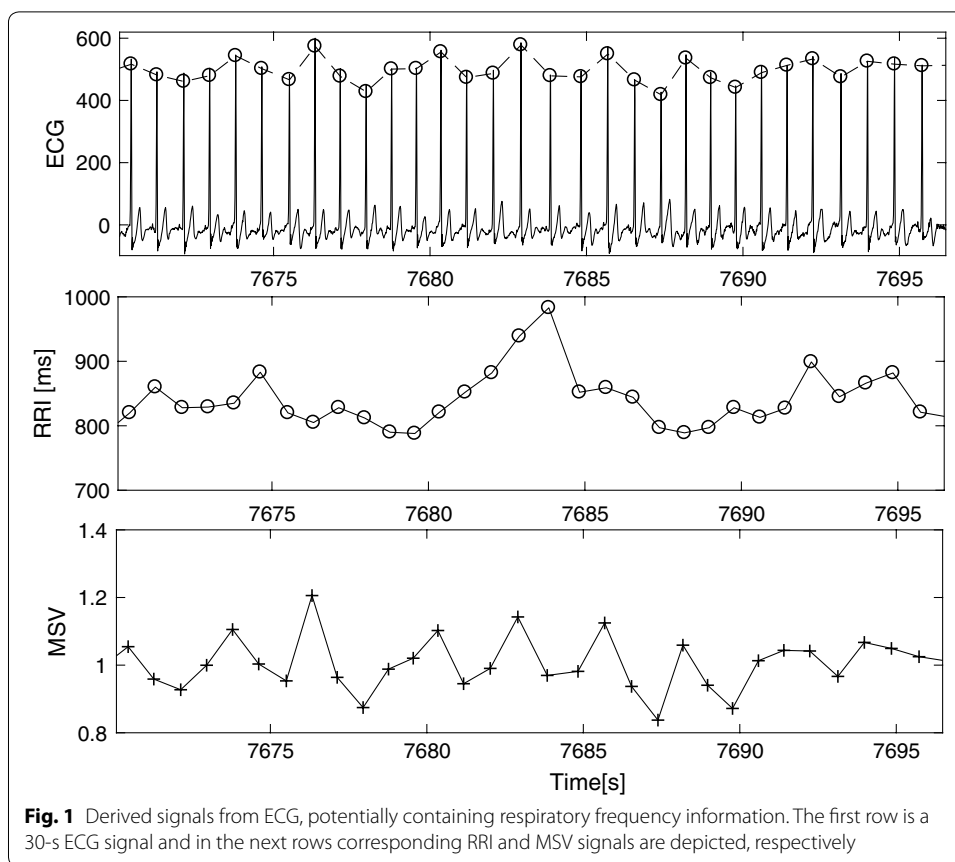 600
400
200
0
ECG
7675 7680 7685 7690 7695
1000
900
800
700
RRI [ms]
7675 7680 7685 7690 7695
1.4
1.2
1
0.8
MSV
7675 7680 7685 7690 7695
Time[s]
Fig. 1 Derived signals from ECG, potentially containing respiratory frequency information. The first row is a
30-s ECG signal and in the next rows corresponding RRI and MSV signals are depicted, respectively